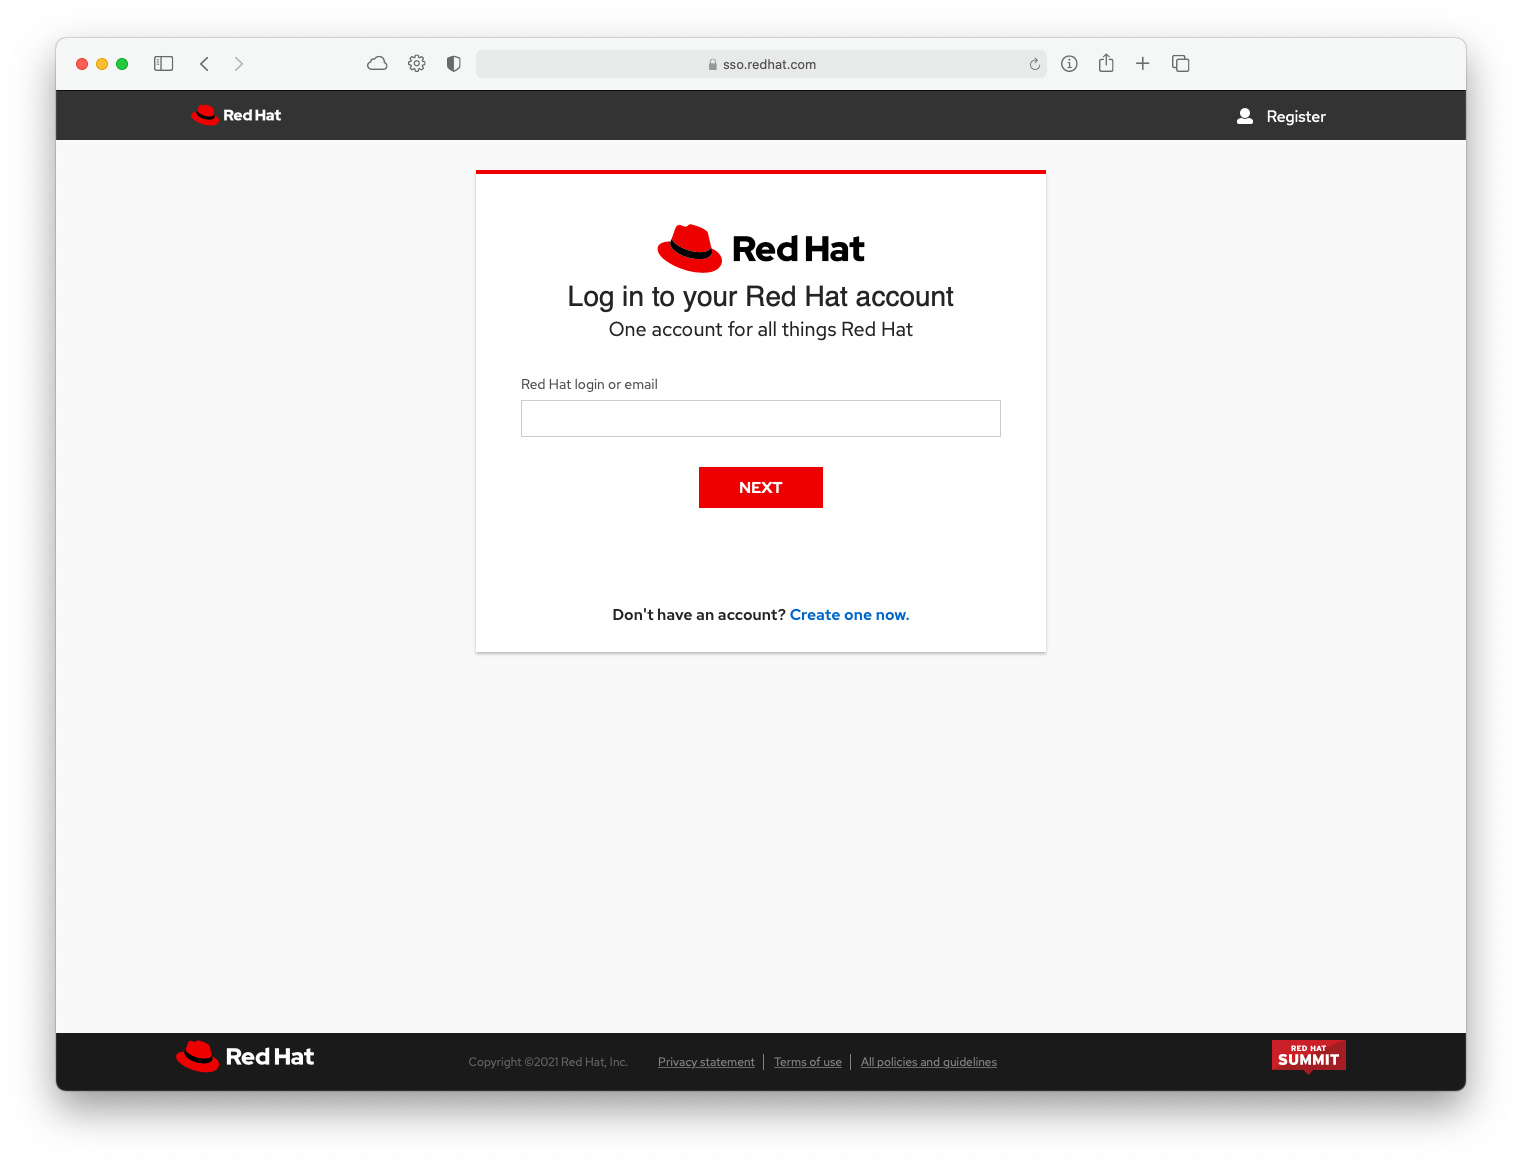 sso.redhat.com
Red Hat
Register
Red Hat
Log in to your Red Hat account
One account for all things Red Hat
Red Hat login or email
NEXT
Don't have an account? Create one now.
Red Hat
Copyright ©2021 Red Hat, Inc.
Privacy statement
Terms of use
All policies and guidelines
RED HAT
SUMMIT